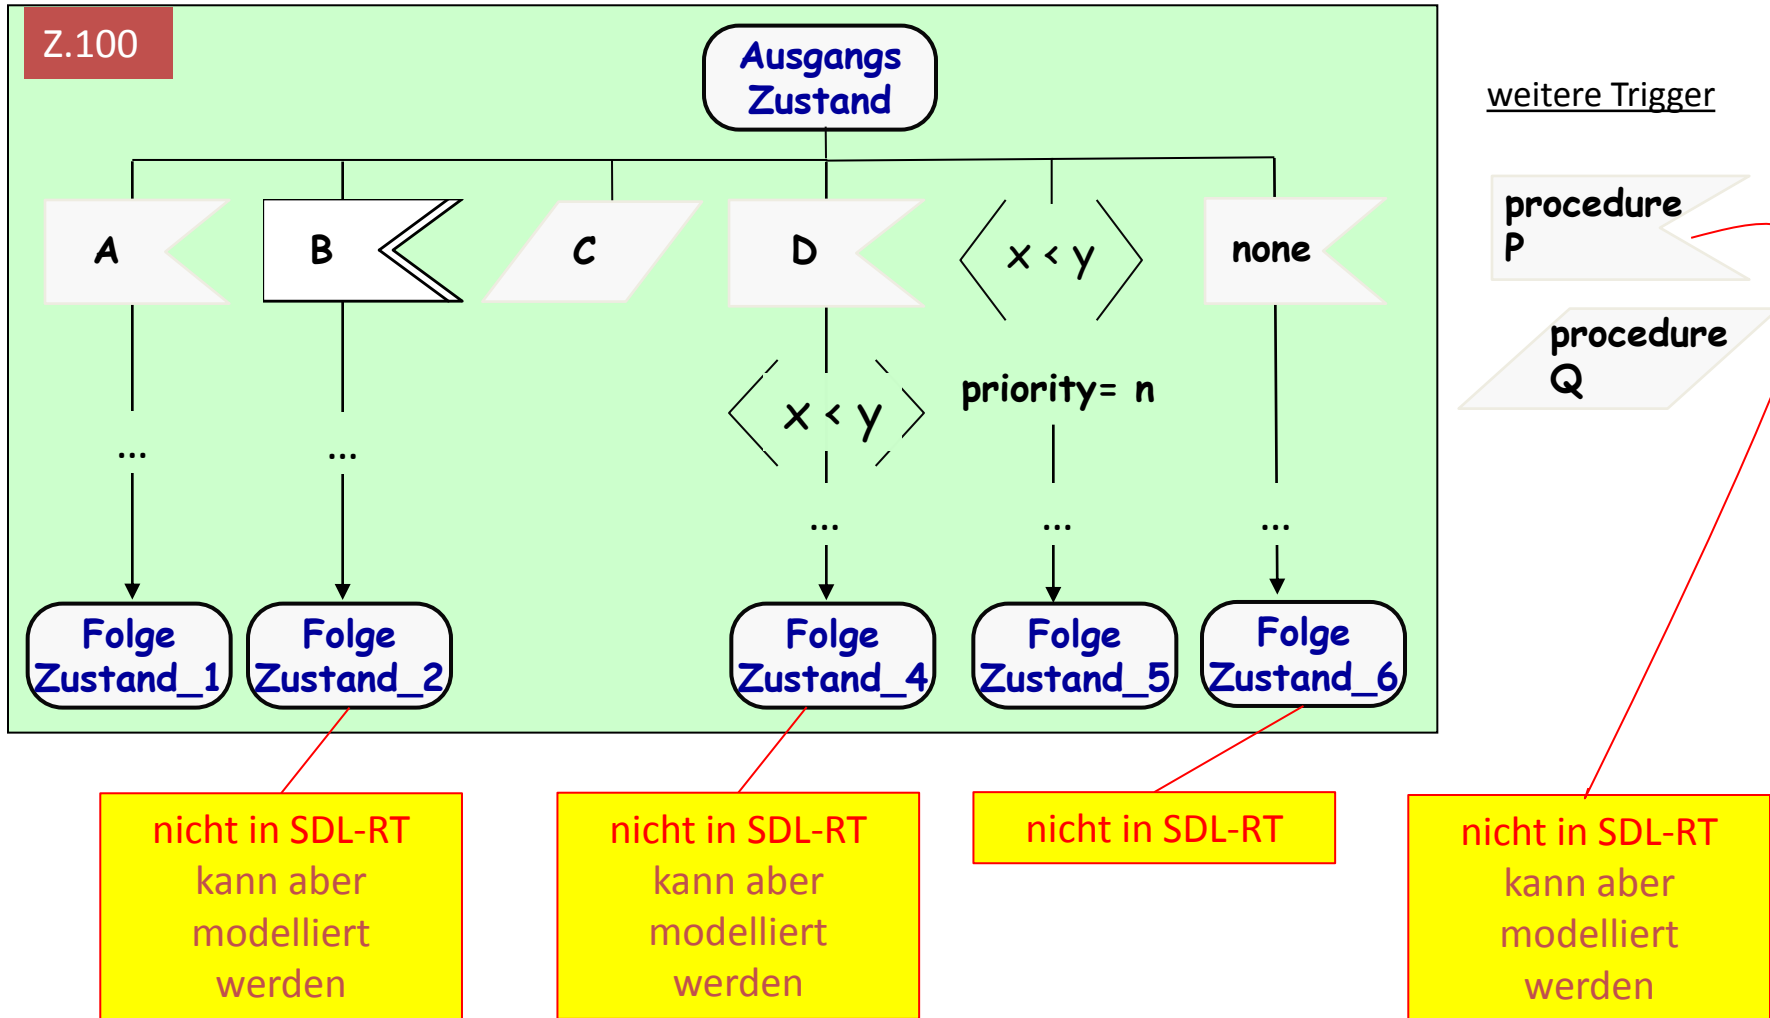 Z.100
Ausgangs
Zustand
weitere Trigger
A
B
C
D
x < y
none
procedure
P
procedure
Q
x < y
priority= n
...
...
...
...
...
Folge
Zustand_1
Folge
Zustand_2
Folge
Zustand_4
Folge
Zustand_5
Folge
Zustand_6
nicht in SDL-RT
kann aber
modelliert
werden
nicht in SDL-RT
kann aber
modelliert
werden
nicht in SDL-RT
nicht in SDL-RT
kann aber
modelliert
werden